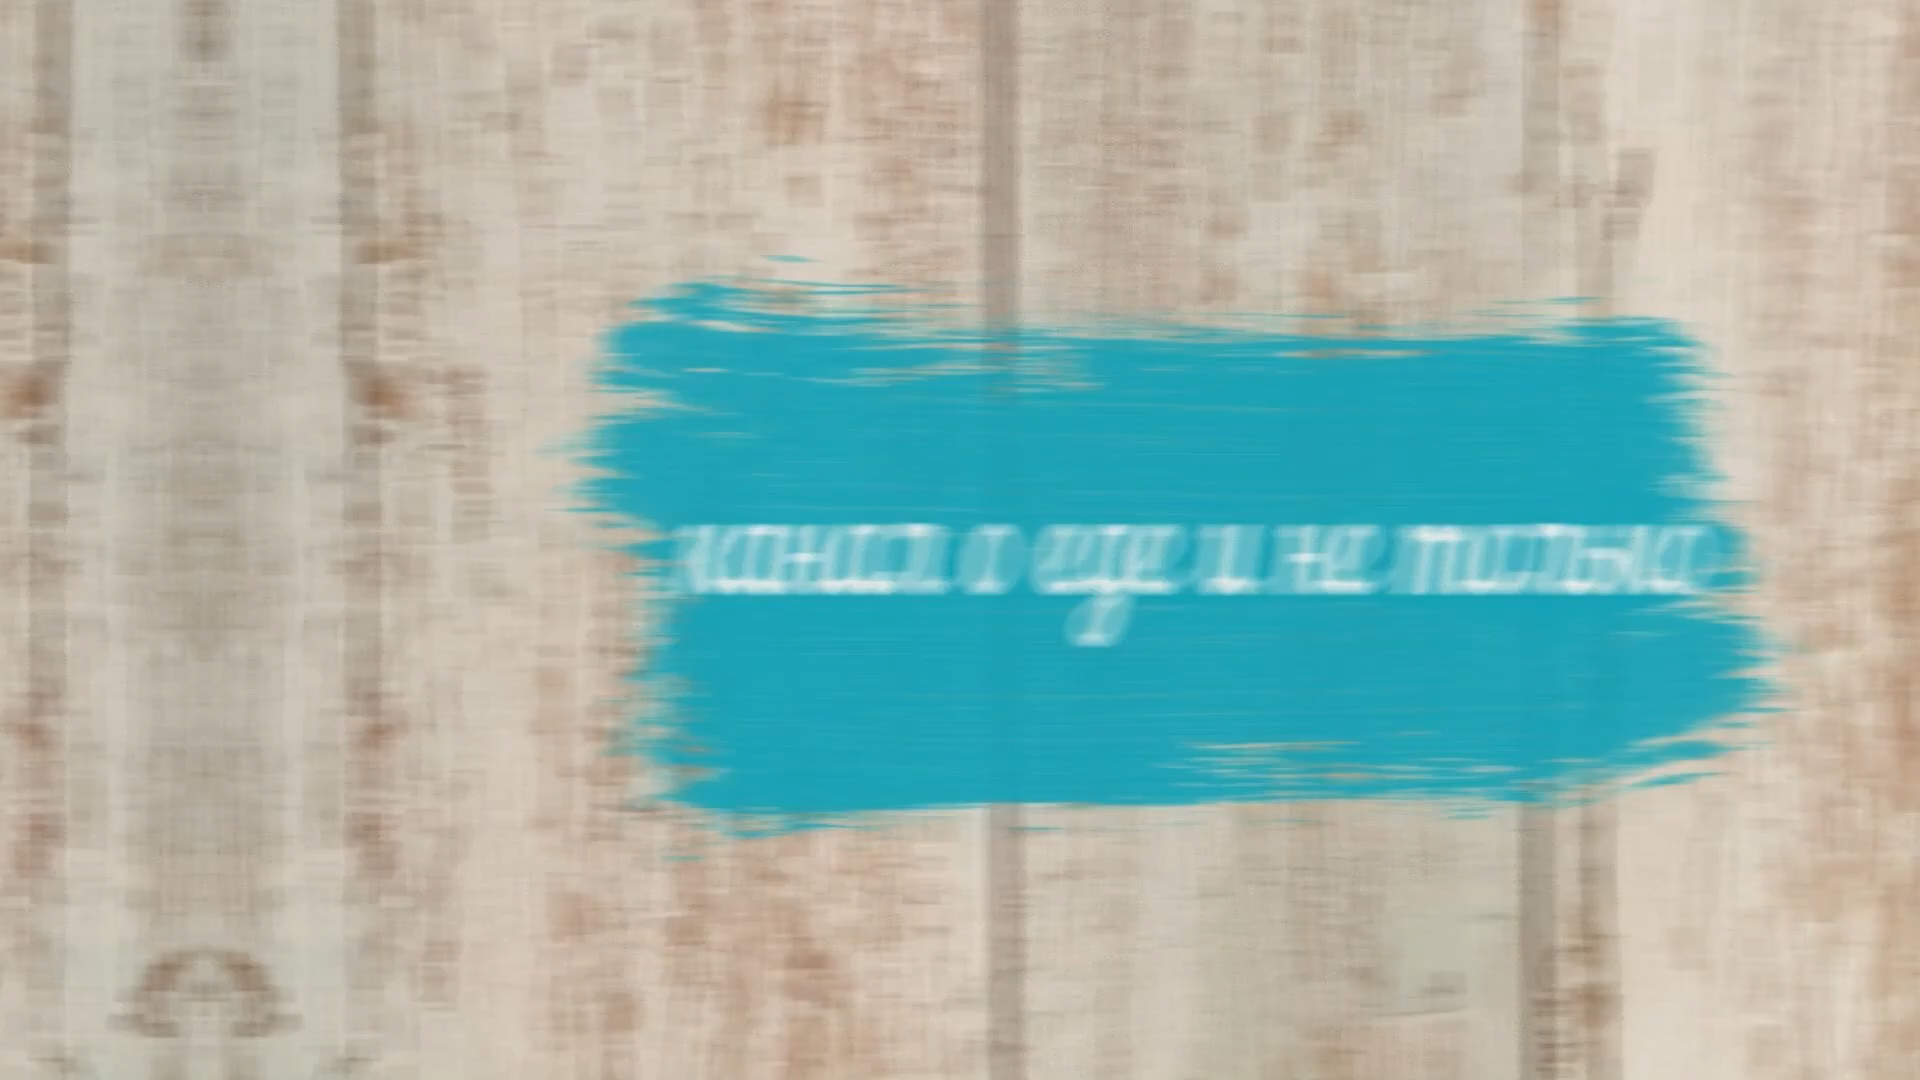 канал о еде и не только